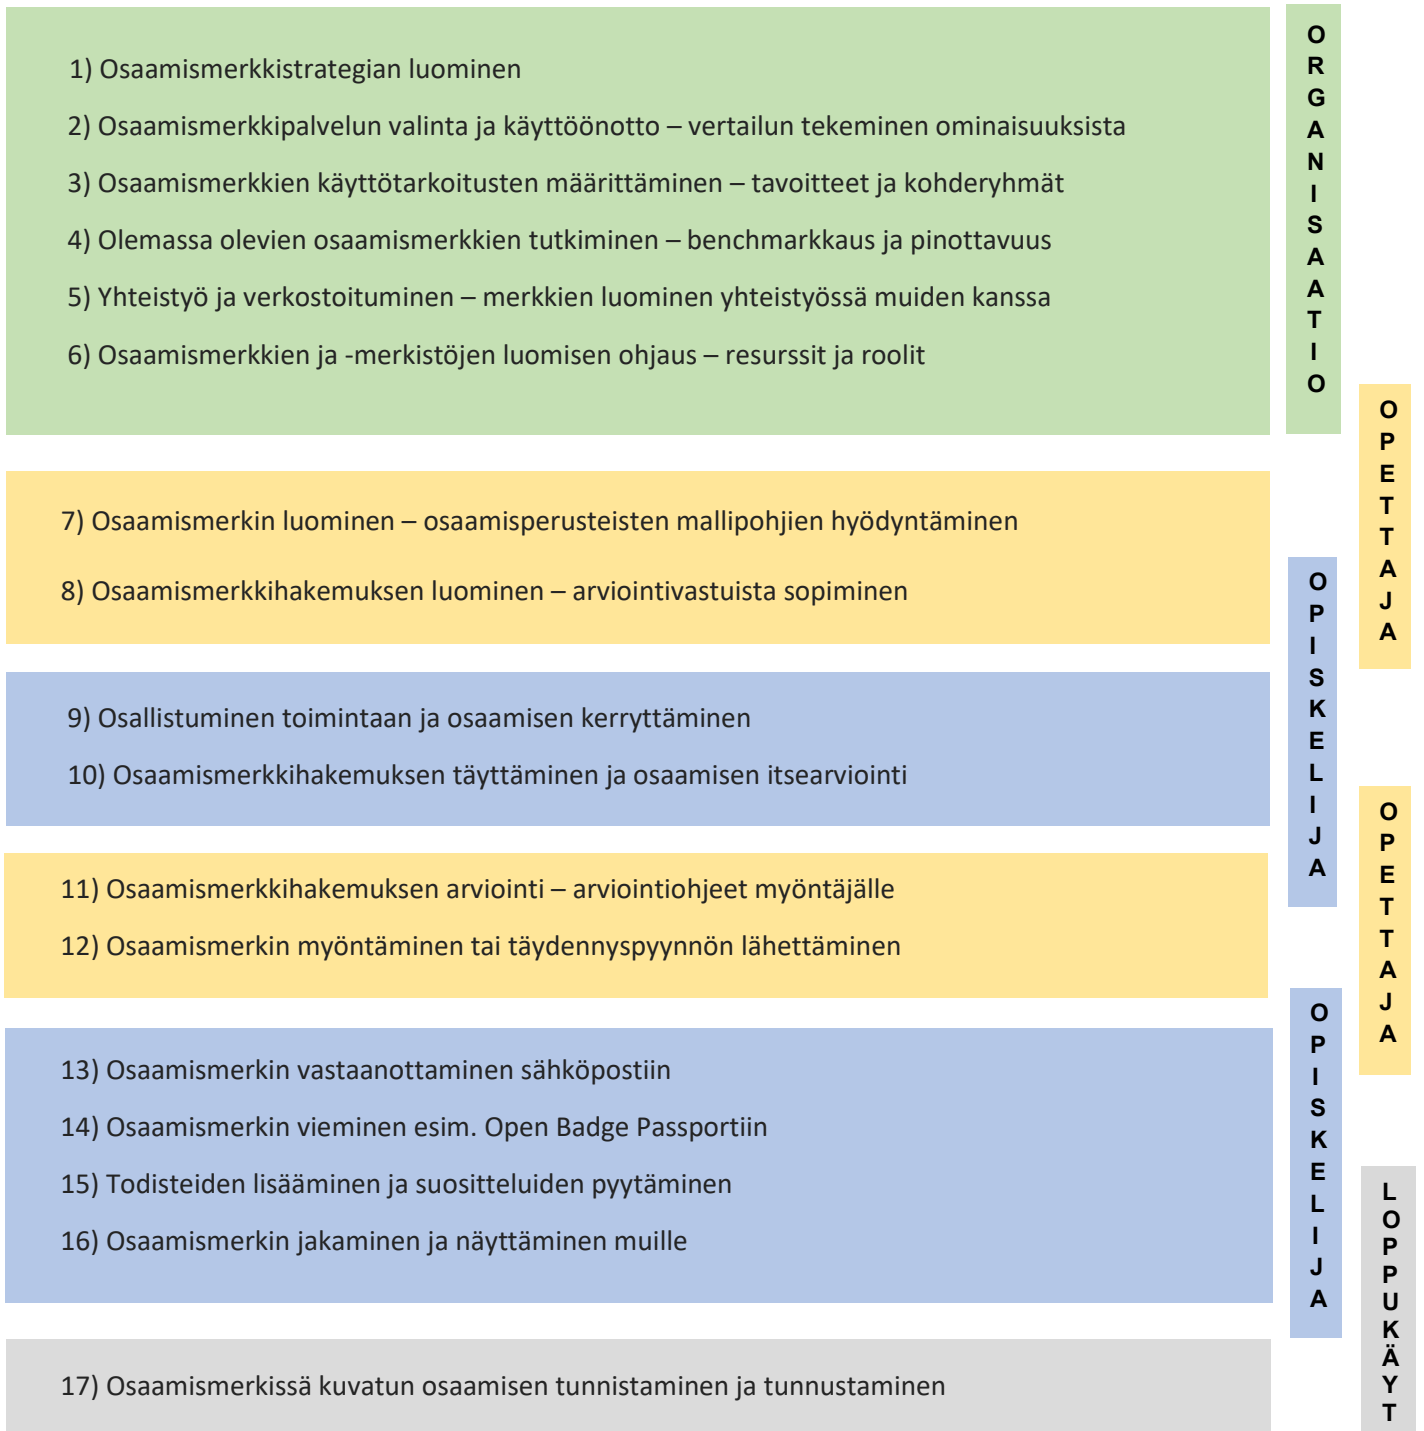 1) Osaamismerkkistrategian luominen
2) Osaamismerkkipalvelun valinta ja käyttöönotto – vertailun tekeminen ominaisuuksista
3) Osaamismerkkien käyttötarkoitusten määrittäminen – tavoitteet ja kohderyhmät
4) Olemassa olevien osaamismerkkien tutkiminen – benchmarkkaus ja pinottavuus
5) Yhteistyö ja verkostoituminen – merkkien luominen yhteistyössä muiden kanssa
6) Osaamismerkkien ja -merkistöjen luomisen ohjaus – resurssit ja roolit
ORGANISAATIO
7) Osaamismerkin luominen – osaamisperusteisten mallipohjien hyödyntäminen
8) Osaamismerkkihakemuksen luominen – arviointivastuista sopiminen
OPETTAJA
9) Osallistuminen toimintaan ja osaamisen kerryttäminen
10) Osaamismerkkihakemuksen täyttäminen ja osaamisen itsearviointi
OPISKELIJA
11) Osaamismerkkihakemuksen arviointi – arviointiohjeet myöntäjälle
12) Osaamismerkin myöntäminen tai täydennyspyynnön lähettäminen
OPETTAJA
13) Osaamismerkin vastaanottaminen sähköpostiin
14) Osaamismerkin vieminen esim. Open Badge Passportiin
15) Todisteiden lisääminen ja suositteluiden pyytäminen
16) Osaamismerkin jakaminen ja näyttäminen muille
OPISKELIJA
17) Osaamismerkissä kuvatun osaamisen tunnistaminen ja tunnustaminen
LOPPUKÄYT